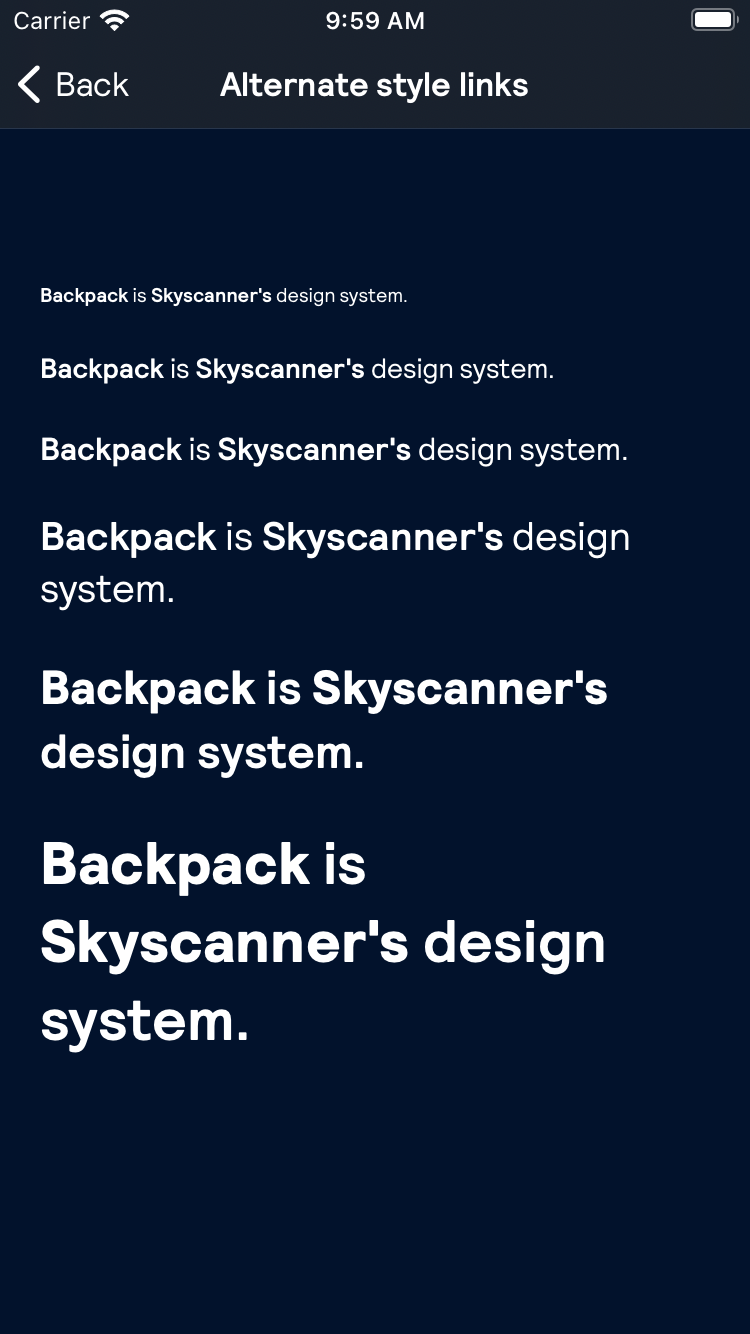 Carrier 9:59 AM
Back Alternate style links
Backpack is Skyscanner's design system.
Backpack is Skyscanner's design system.
Backpack is Skyscanner's design system.
Backpack is Skyscanner's design
system.
Backpack is Skyscanner's
design system.
Backpack is
Skyscanner's design
system.